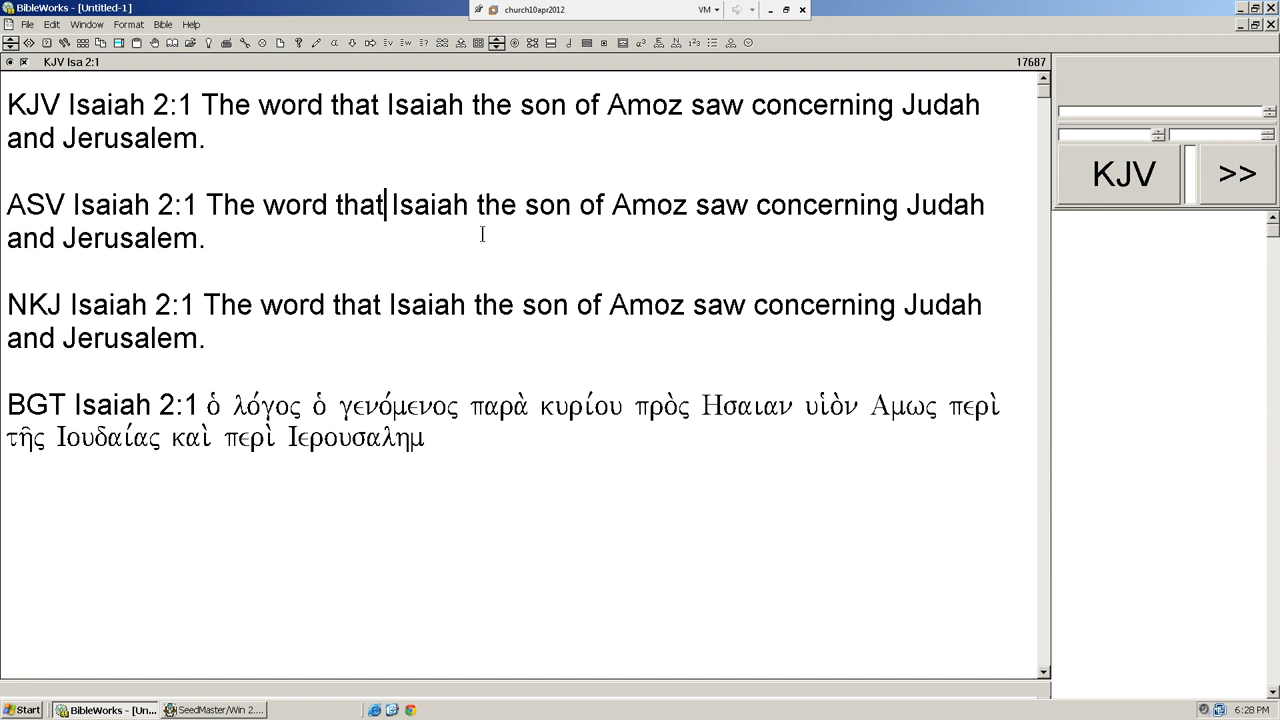 BibleWorks - [Untitled-1]
church10apr2012
VM
File Edit Window Format Bible Help
KJV Isa 2:1
17687
KJV Isaiah 2:1 The word that Isaiah the son of Amoz saw concerning Judah
and Jerusalem.
ASV Isaiah 2:1 The word that Isaiah the son of Amoz saw concerning Judah
and Jerusalem.
NKJ Isaiah 2:1 The word that Isaiah the son of Amoz saw concerning Judah
and Jerusalem.
BGT Isaiah 2:1 ὁ λόγος ὁ γενόμενος παρὰ κυρίου πρὸς Ησαιαν υἱὸν Αμως περὶ
τῆς Ιουδαίας καὶ περὶ Ιερουσαλημ
KJV
>>
Start
BibleWorks - [Un...
SeedMaster/Win 2....
6:28 PM